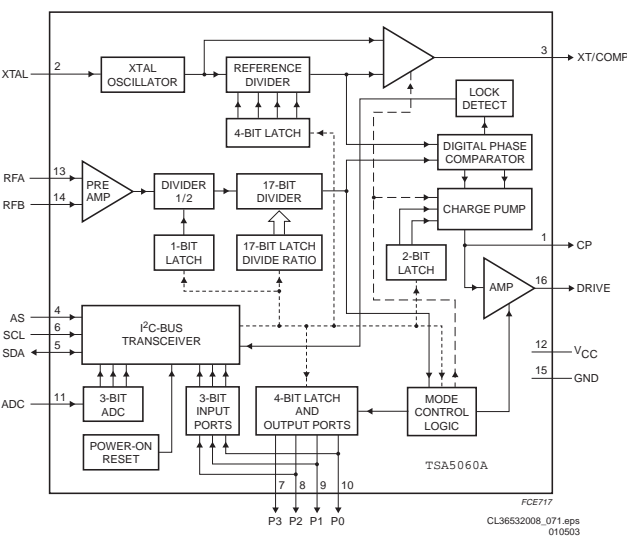 XTAL
2
XTAL
OSCILLATOR
REFERENCE
DIVIDER
3
XT/COMP
LOCK
DETECT
4-BIT LATCH
DIGITAL PHASE
COMPARATOR
RFA
13
RFB
14
PRE
AMP
DIVIDER
1/2
17-BIT
DIVIDER
CHARGE PUMP
1
CP
1-BIT
LATCH
17-BIT LATCH
DIVIDE RATIO
2-BIT
LATCH
AMP
16
DRIVE
AS
4
SCL
6
SDA
5
I²C-BUS
TRANSCEIVER
12
VCC
15
GND
ADC
11
3-BIT
ADC
3-BIT
INPUT
PORTS
4-BIT LATCH
AND
OUTPUT PORTS
MODE
CONTROL
LOGIC
POWER-ON
RESET
TSA5060A
7 8 9 10
P3 P2 P1 P0
FCE717
CL36532008_071.eps
010503